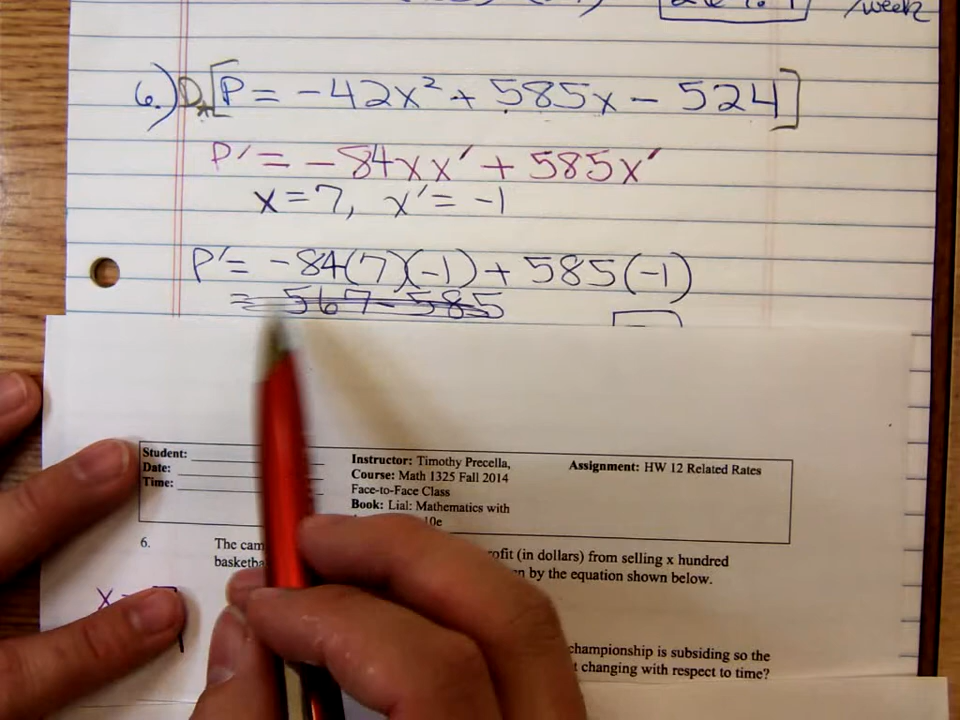 /week
6.) Dₓ[P = -42x² + 585x - 524]
P' = -84xx' + 585x'
x = 7, x' = -1
P' = -84(7)(-1) + 585(-1)
= 567 - 585
Student:
Date:
Time:
Instructor: Timothy Precella,
Course: Math 1325 Fall 2014
Face-to-Face Class
Book: Lial: Mathematics with
10e
Assignment: HW 12 Related Rates
6. The cam rofit (in dollars) from selling x hundred
basketba n by the equation shown below.
x = 7
championship is subsiding so the
t changing with respect to time?